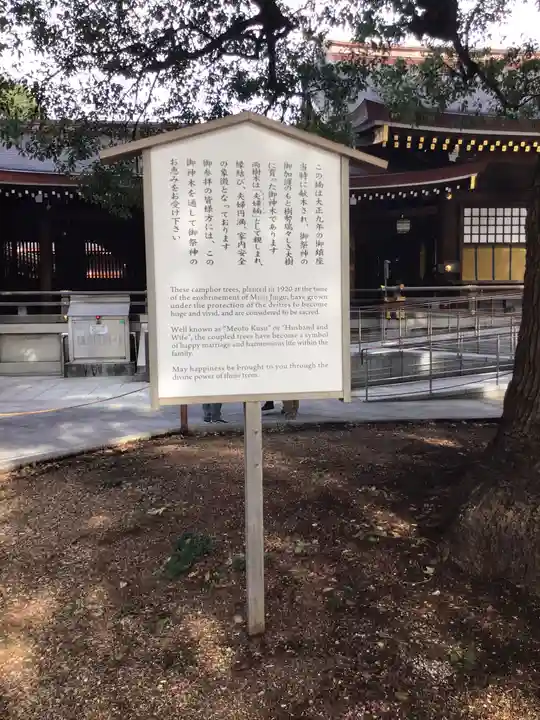 この楠は大正九年の御鎮座
当時に献木され、御祭神の
御加護のもと樹勢瑞々しき大樹
に育った御神木であります
両樹木は「夫婦楠」として親しまれ、
縁結び、夫婦円満、家内安全
の象徴となっております
御参拝の皆様方には、この
御神木を通して御祭神の
お恵みをお受け下さい
These camphor trees, planted in 1920 at the time
of the enshrinement of Meiji Jingu, have grown
under the protection of the deities to become
huge and vivid, and are considered to be sacred.
Well known as "Meoto Kusu" or "Husband and
Wife", the coupled trees have become a symbol
of happy marriage and harmonious life within the
family.
May happiness be brought to you through the
divine power of these trees.